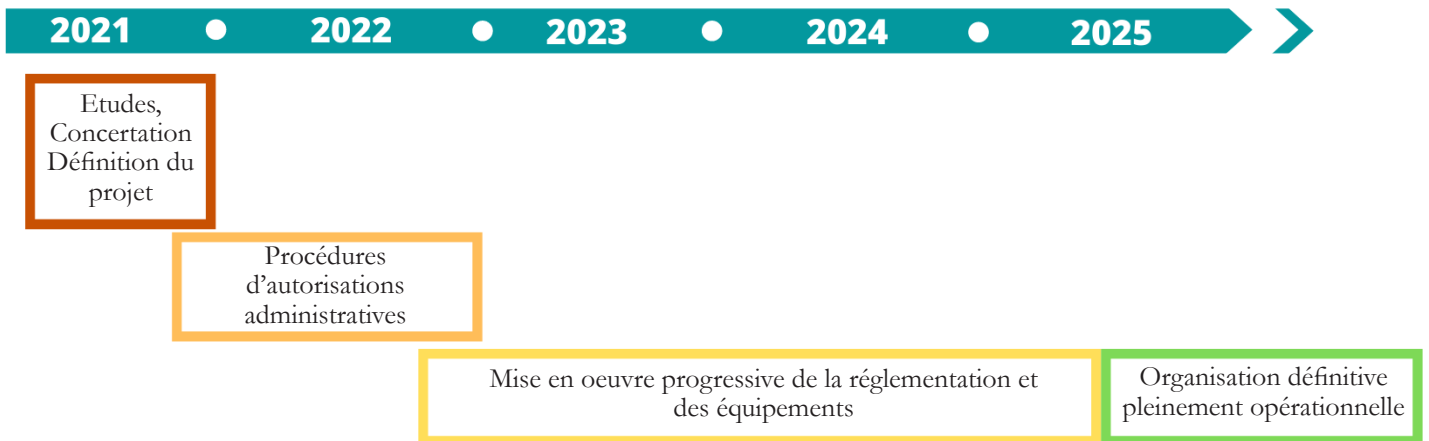 2021 2022 2023 2024 2025
Etudes,
Concertation
Définition du
projet
Procédures
d'autorisations
administratives
Mise en oeuvre progressive de la réglementation et
des équipements
Organisation définitive
pleinement opérationnelle